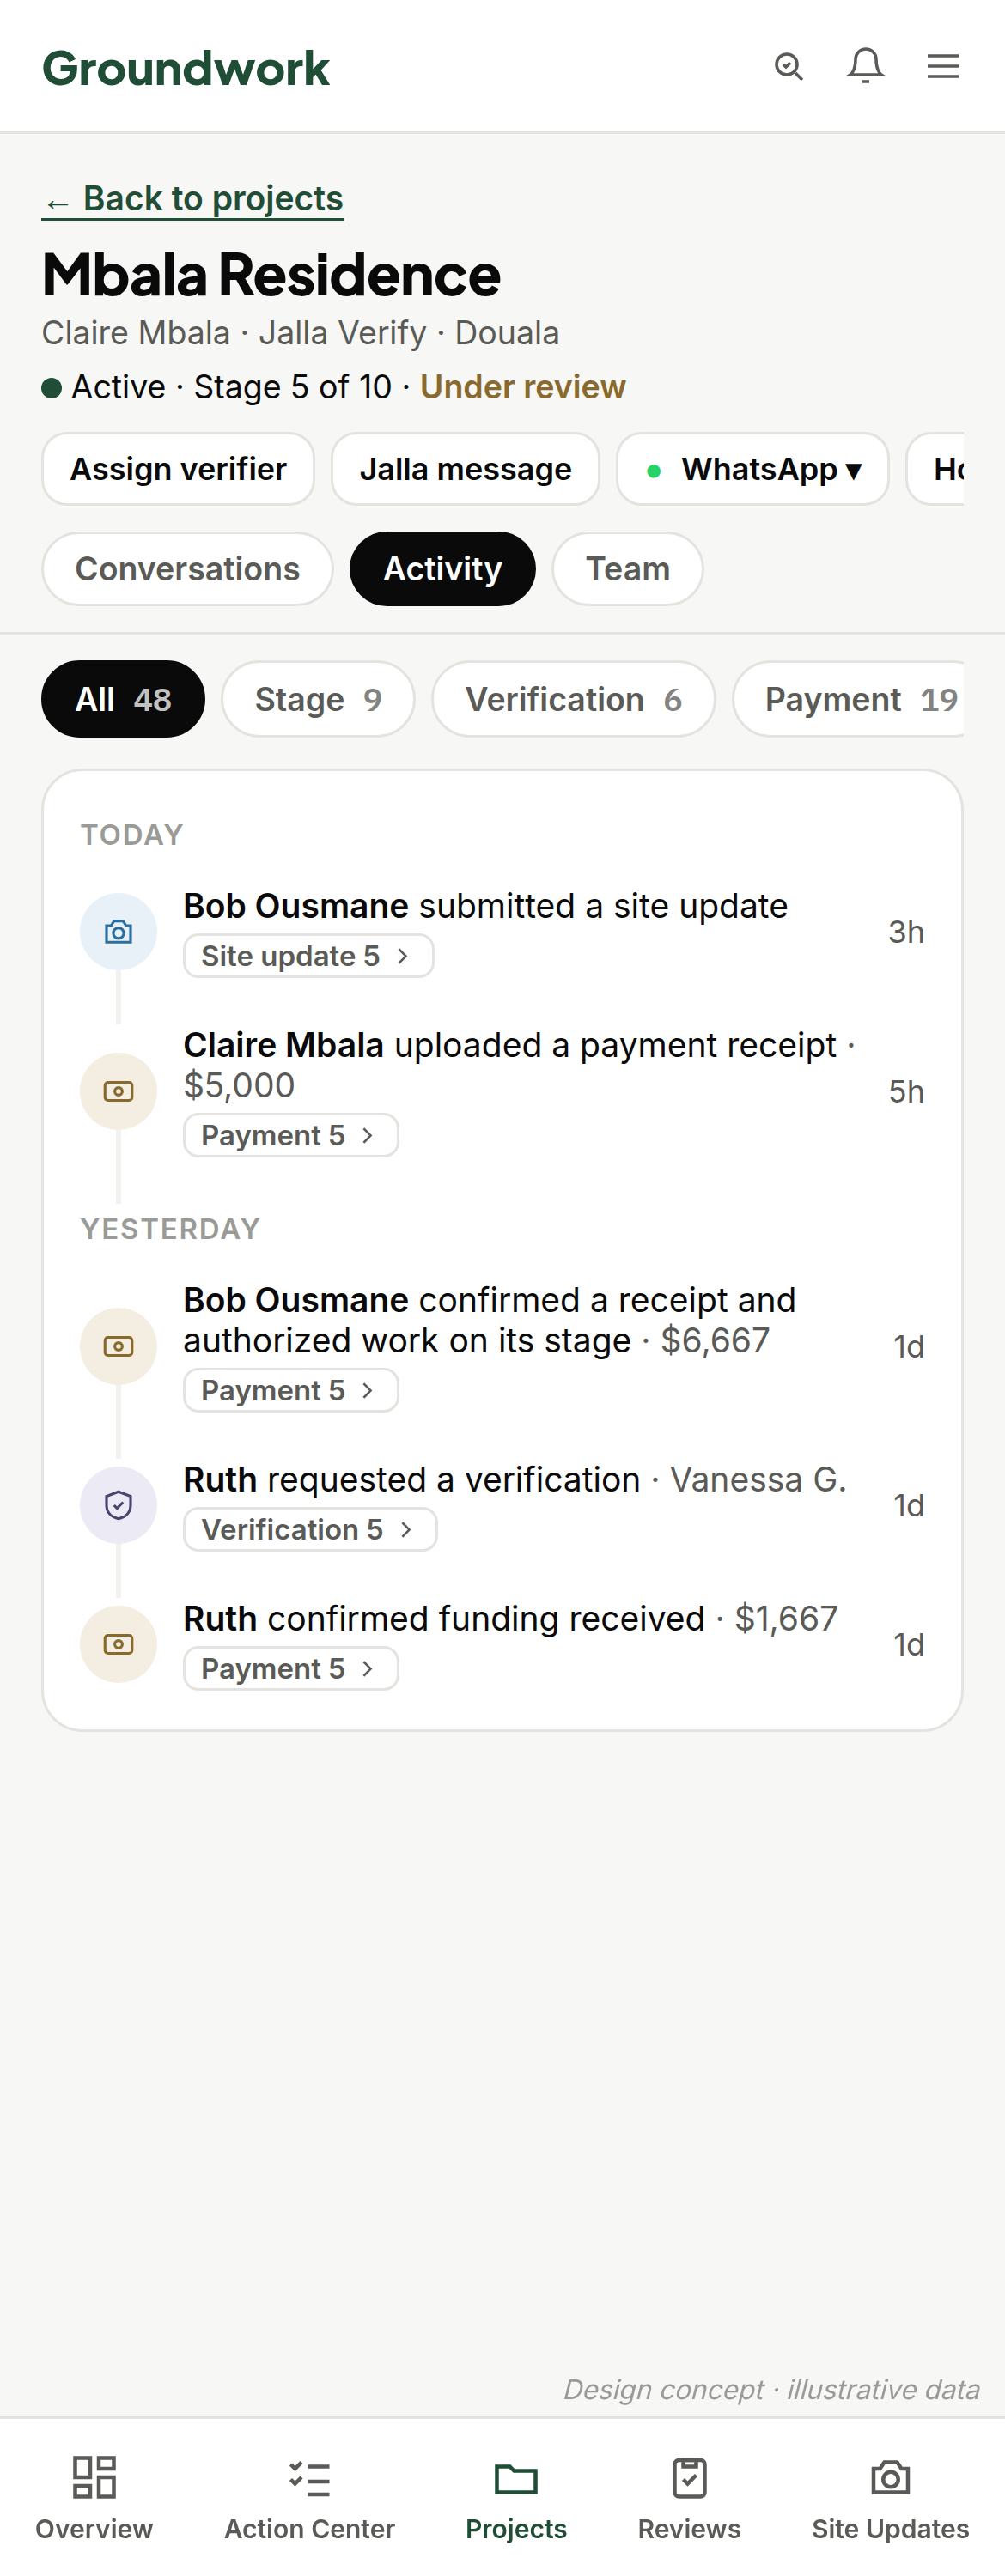 Groundwork
← Back to projects
Mbala Residence
Claire Mbala · Jalla Verify · Douala
Active · Stage 5 of 10 · Under review
Assign verifier Jalla message WhatsApp ▾
Conversations Activity Team
All 48 Stage 9 Verification 6 Payment 19
TODAY
Bob Ousmane submitted a site update
Site update 5
3h
Claire Mbala uploaded a payment receipt ·
$5,000
Payment 5
5h
YESTERDAY
Bob Ousmane confirmed a receipt and
authorized work on its stage · $6,667
Payment 5
1d
Ruth requested a verification · Vanessa G.
Verification 5
1d
Ruth confirmed funding received · $1,667
Payment 5
1d
Design concept · illustrative data
Overview Action Center Projects Reviews Site Updates